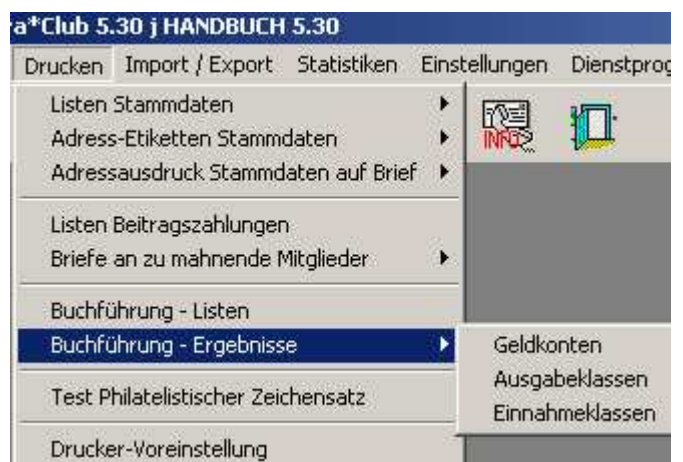 a*Club 5.30 j HANDBUCH 5.30
Drucken Import / Export Statistiken Einstellungen Dienstprog
Listen Stammdaten
Adress-Etiketten Stammdaten
Adressausdruck Stammdaten auf Brief
INFO
Listen Beitragszahlungen
Briefe an zu mahnende Mitglieder
Buchführung - Listen
Buchführung - Ergebnisse
Geldkonten
Ausgabeklassen
Einnahmeklassen
Test Philatelistischer Zeichensatz
Drucker-Voreinstellung